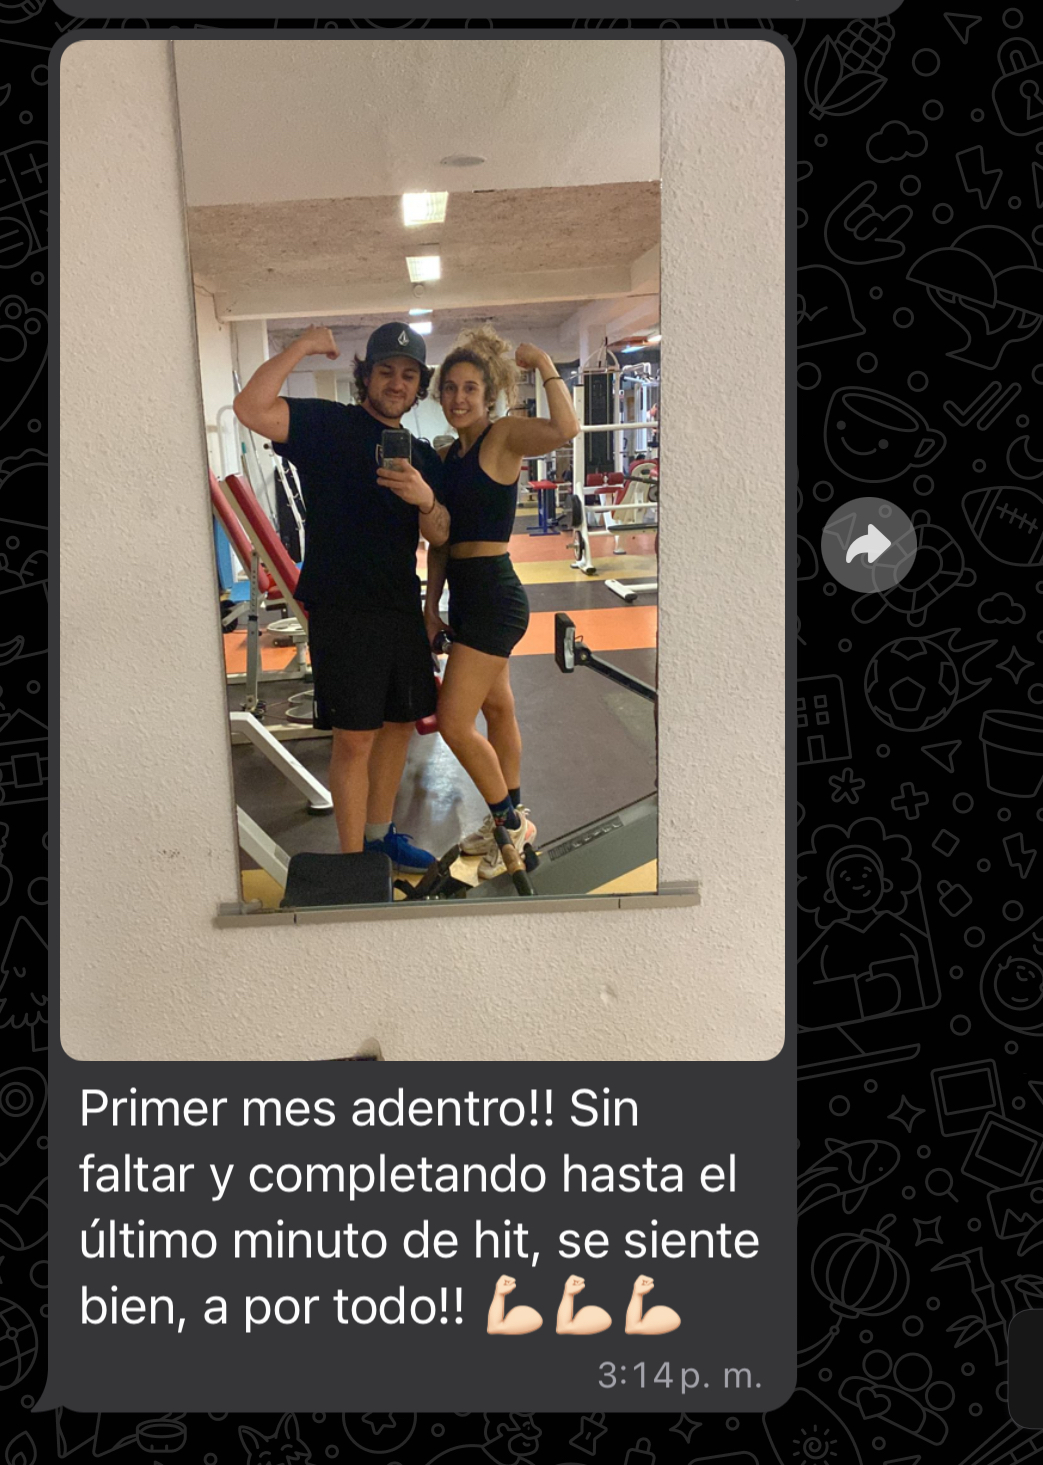 Primer mes adentro!! Sin
faltar y completando hasta el
último minuto de hit, se siente
bien, a por todo!! 💪🏻💪🏻💪🏻
3:14 p. m.